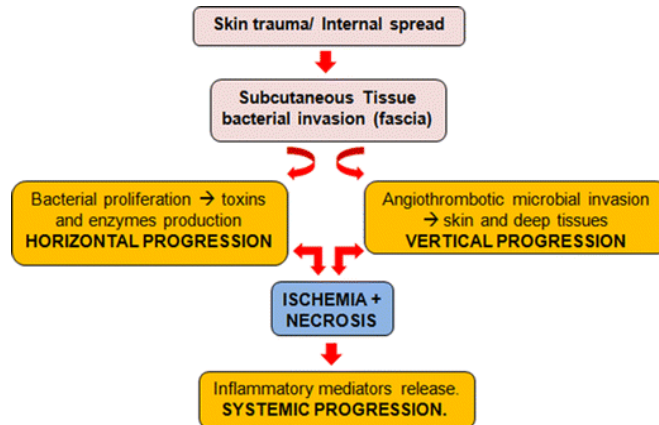 Skin trauma/ Internal spread
Subcutaneous Tissue
bacterial invasion (fascia)
Bacterial proliferation → toxins
and enzymes production
HORIZONTAL PROGRESSION
Angiothrombotic microbial invasion
→ skin and deep tissues
VERTICAL PROGRESSION
ISCHEMIA +
NECROSIS
Inflammatory mediators release.
SYSTEMIC PROGRESSION.